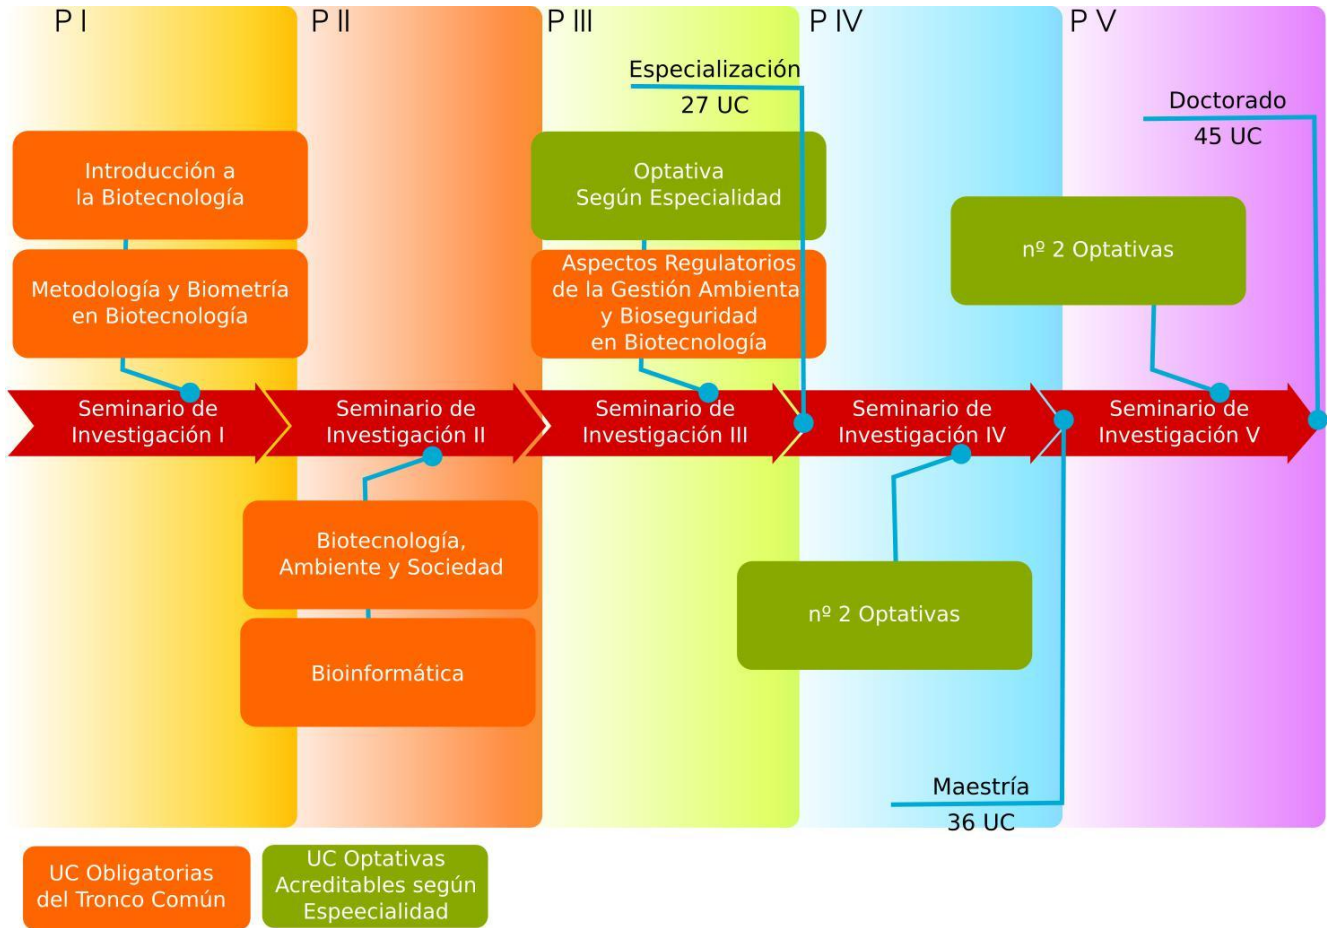 P I
P II
P III
P IV
P V
Especialización
27 UC
Doctorado
45 UC
Introducción a
la Biotecnología
Metodología y Biometría
en Biotecnología
Optativa
Según Especialidad
Aspectos Regulatorios
de la Gestión Ambienta
y Bioseguridad
en Biotecnología
nº 2 Optativas
Seminario de
Investigación I
Seminario de
Investigación II
Seminario de
Investigación III
Seminario de
Investigación IV
Seminario de
Investigación V
Biotecnología,
Ambiente y Sociedad
Bioinformática
nº 2 Optativas
Maestría
36 UC
UC Obligatorias
del Tronco Común
UC Optativas
Acreditables según
Espeecialidad